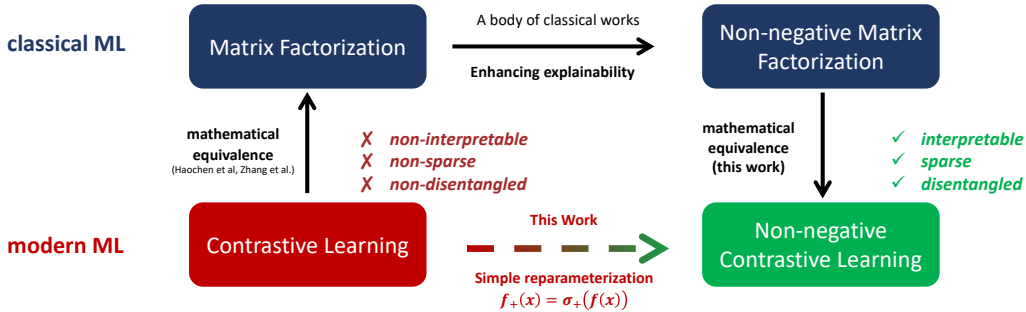 classical ML
Matrix Factorization
A body of classical works
Enhancing explainability
Non-negative Matrix
Factorization
mathematical
equivalence
(Haochen et al, Zhang et al.)
✗ non-interpretable
✗ non-sparse
✗ non-disentangled
mathematical
equivalence
(this work)
✓ interpretable
✓ sparse
✓ disentangled
modern ML
Contrastive Learning
This Work
Simple reparameterization
f₊(x) = σ₊(f(x))
Non-negative
Contrastive Learning